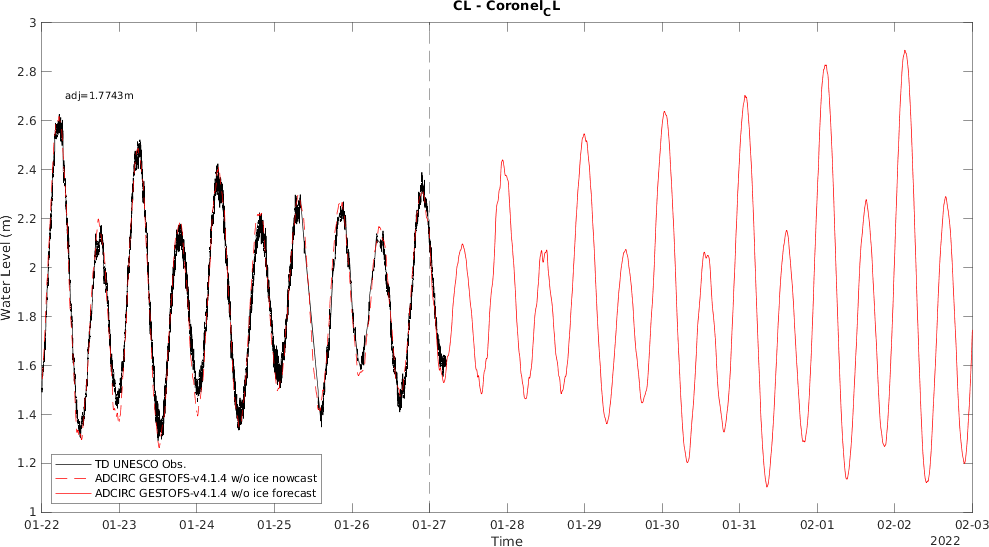 CL - Coronel_CL
3
2.8
adj=1.7743m
2.6
2.4
2.2
2
1.8
1.6
1.4
1.2
1
Water Level (m)
TD UNESCO Obs.
ADCIRC GESTOFS-v4.1.4 w/o ice nowcast
ADCIRC GESTOFS-v4.1.4 w/o ice forecast
01-22 01-23 01-24 01-25 01-26 01-27 01-28 01-29 01-30 01-31 02-01 02-02 02-03
Time
2022